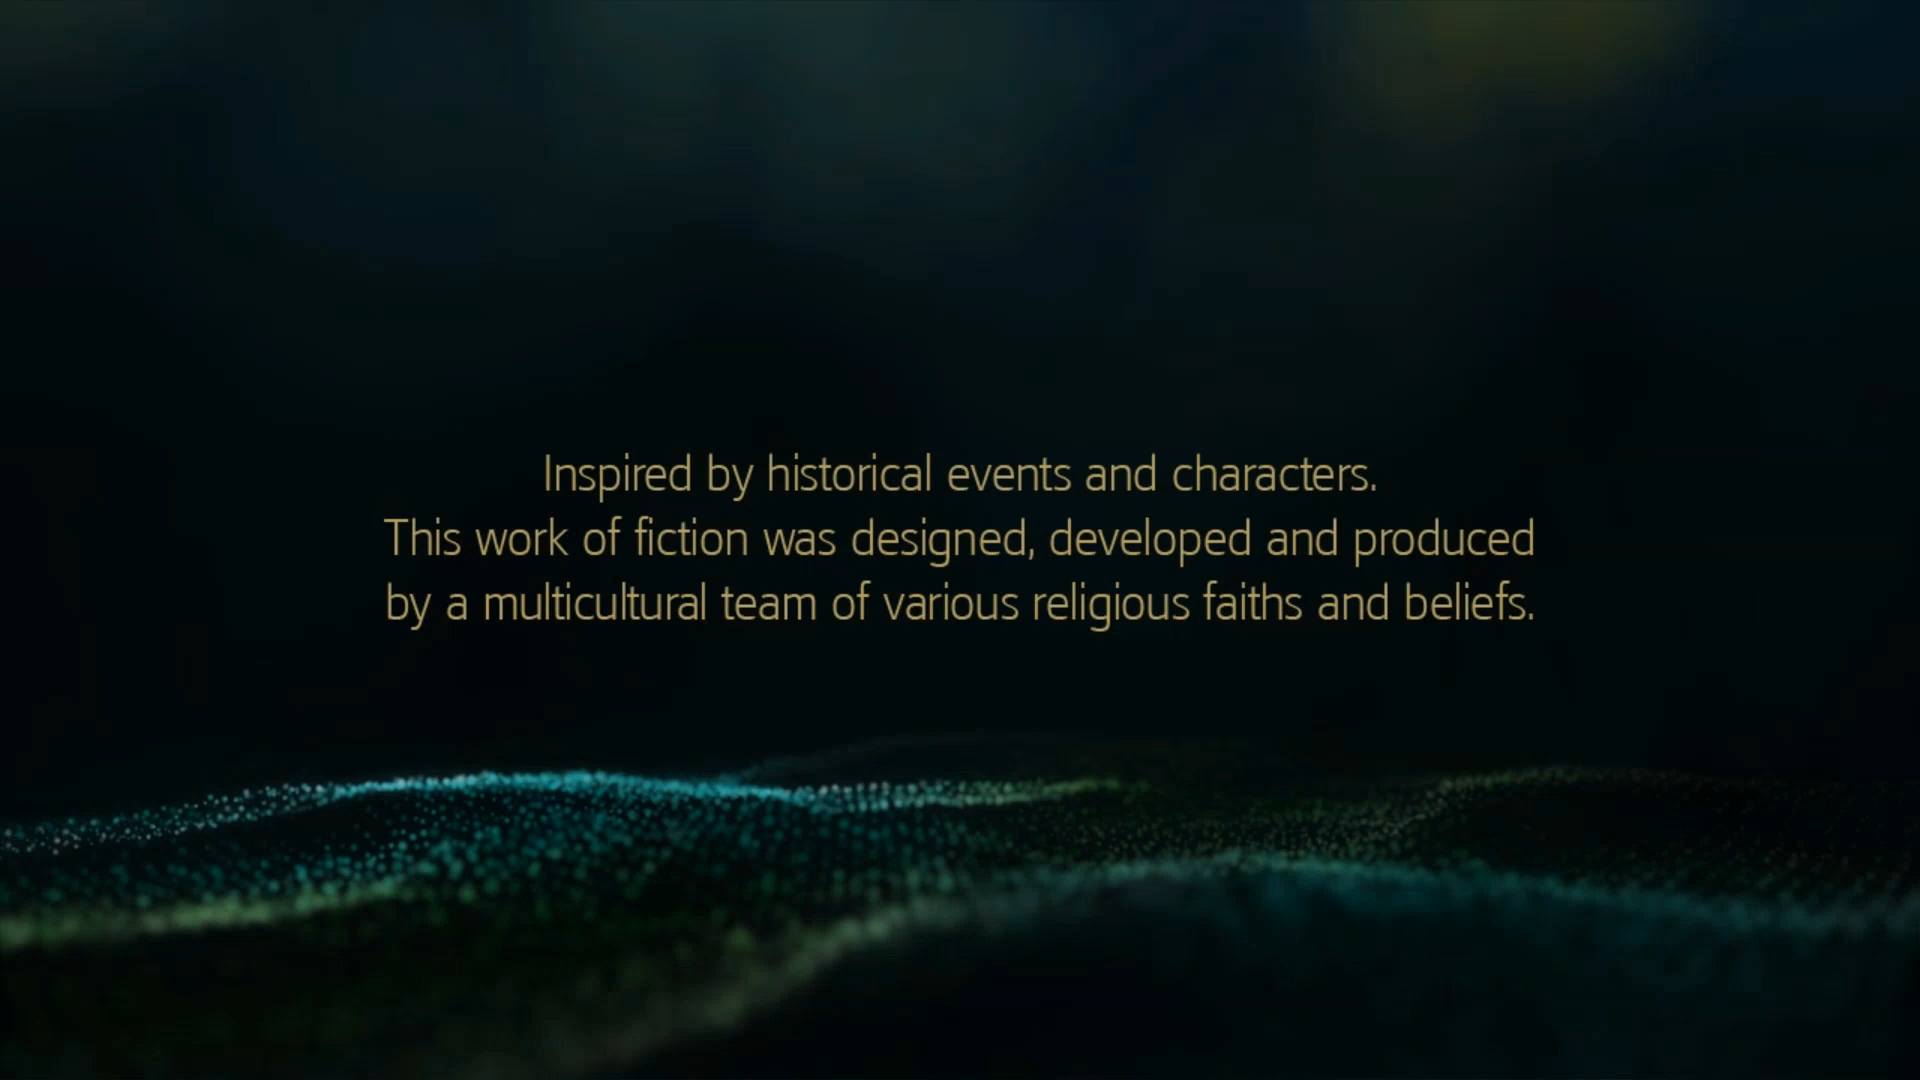 Inspired by historical events and characters.
This work of fiction was designed, developed and produced
by a multicultural team of various religious faiths and beliefs.